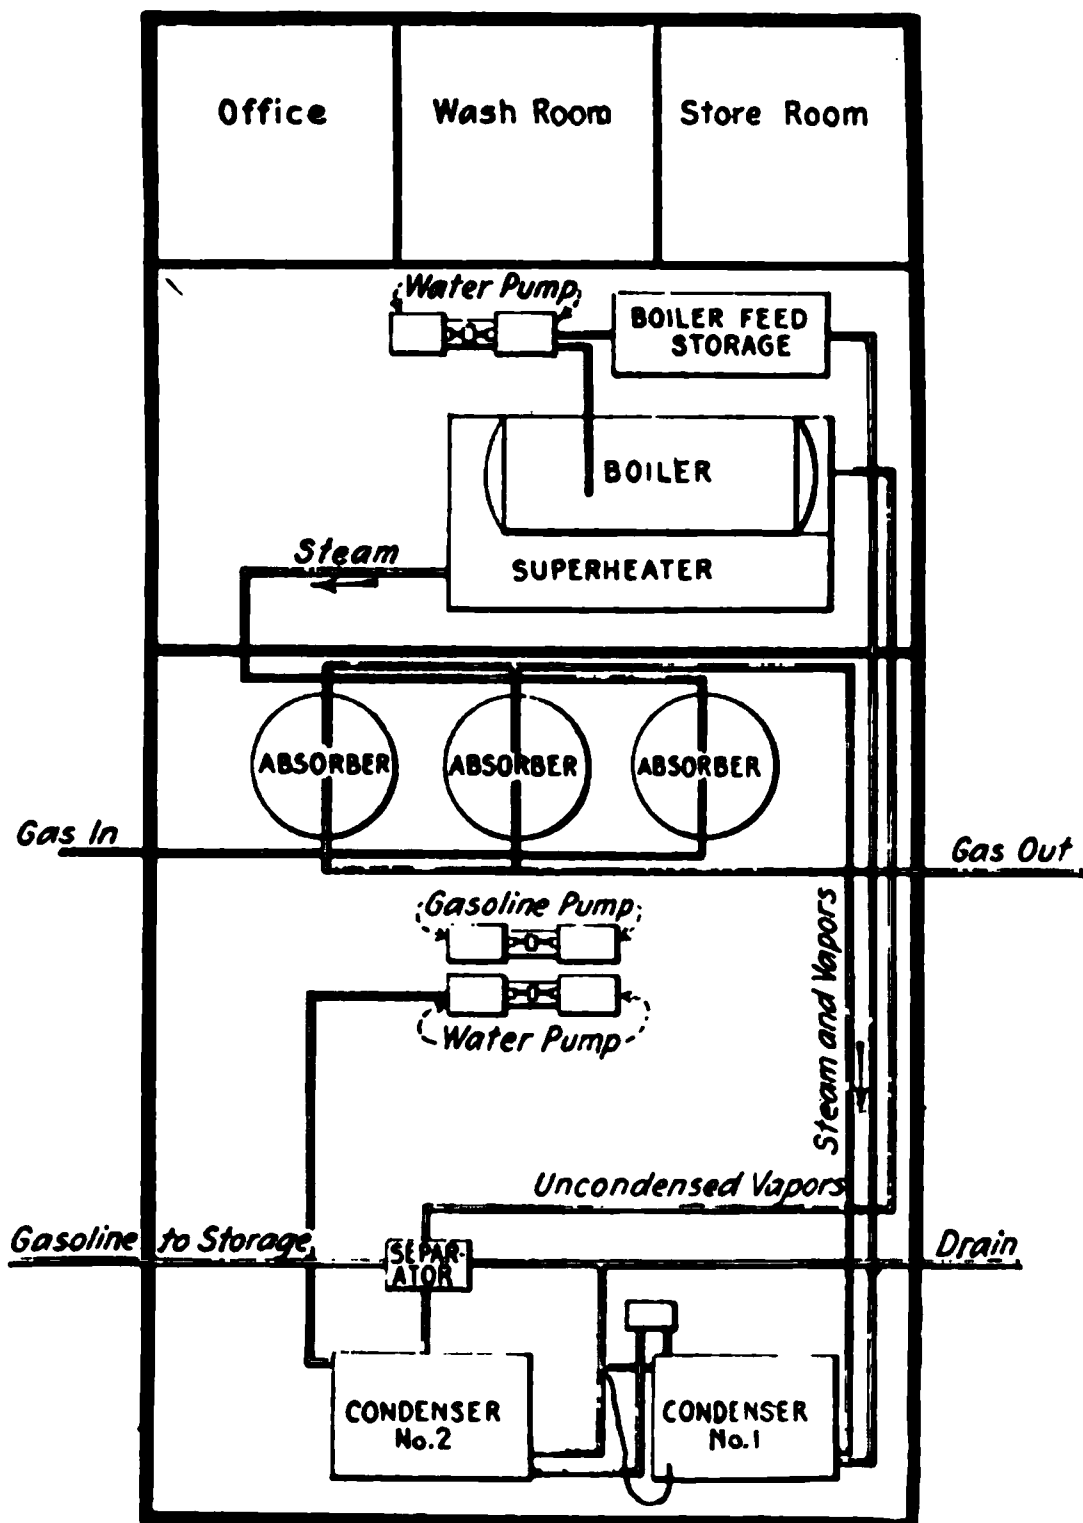 Office
Wash Room
Store Room
Water Pump
BOILER FEED
STORAGE
BOILER
SUPERHEATER
Steam
ABSORBER
ABSORBER
ABSORBER
Gas In
Gas Out
Gasoline Pump
Water Pump
Steam and Vapors
Uncondensed Vapors
Gasoline to Storage
SEPAR-
ATOR
Drain
CONDENSER
No.2
CONDENSER
No.1